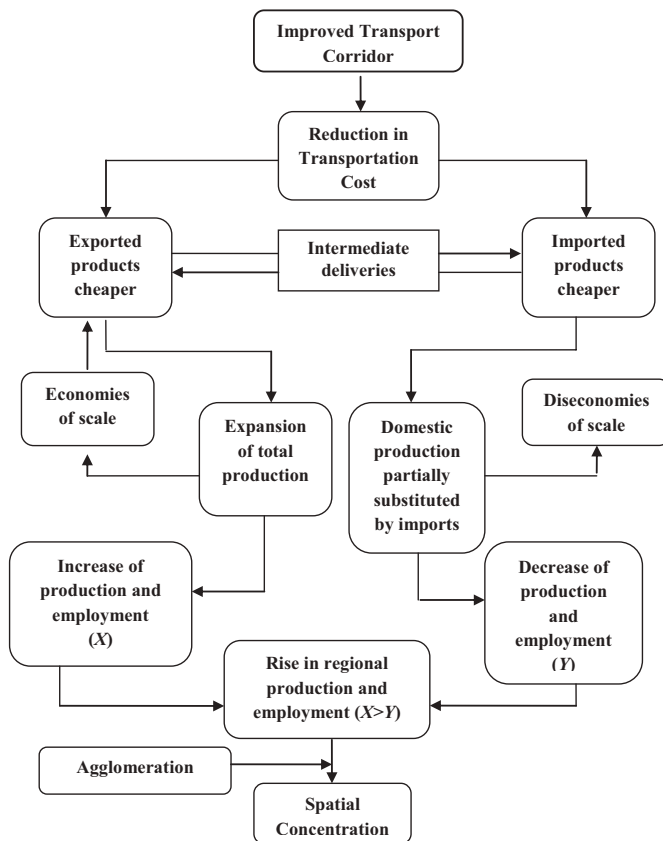 Improved Transport
Corridor
Reduction in
Transportation
Cost
Exported
products
cheaper
Intermediate
deliveries
Imported
products
cheaper
Economies
of scale
Expansion
of total
production
Domestic
production
partially
substituted
by imports
Diseconomies
of scale
Increase of
production and
employment
(X)
Decrease of
production
and
employment
(Y)
Rise in regional
production and
employment (X>Y)
Agglomeration
Spatial
Concentration